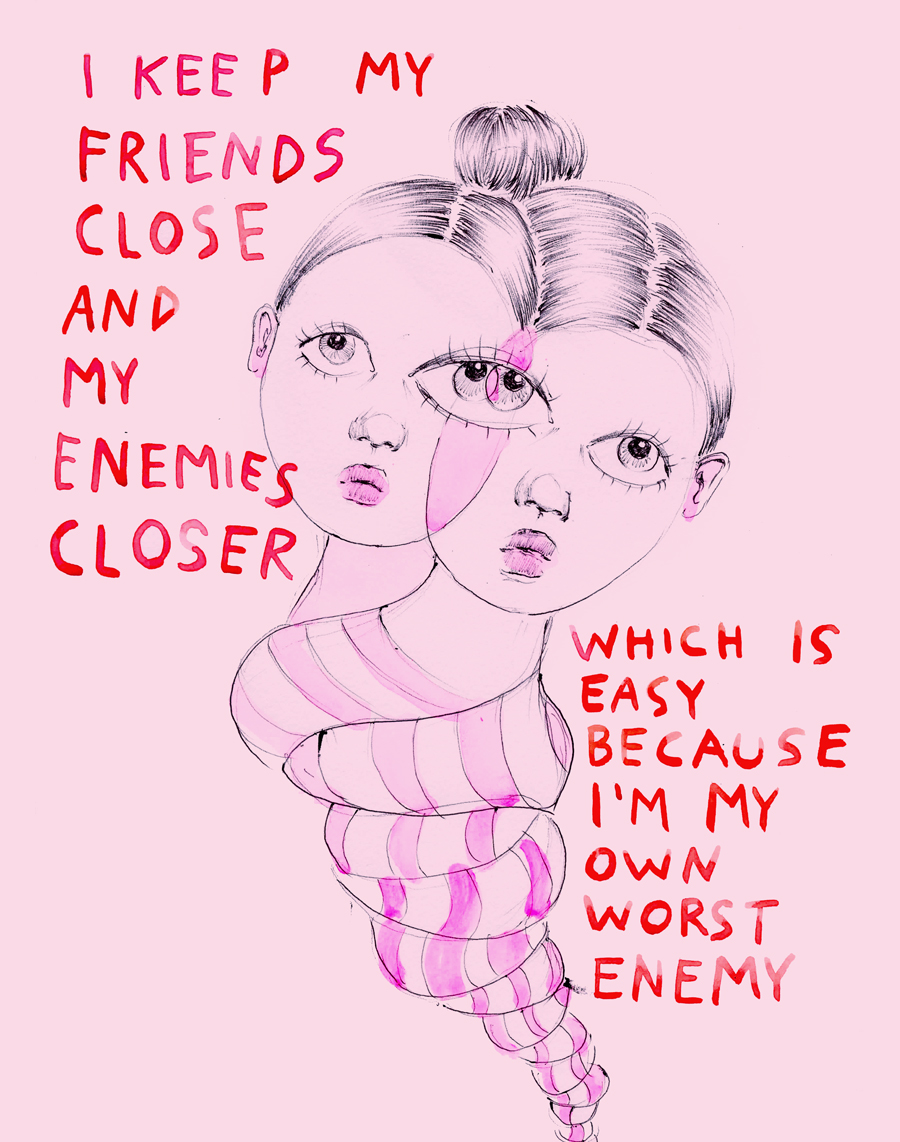 I KEEP MY
FRIENDS
CLOSE
AND
MY
ENEMIES
CLOSER
WHICH IS
EASY
BECAUSE
I'M MY
OWN
WORST
ENEMY